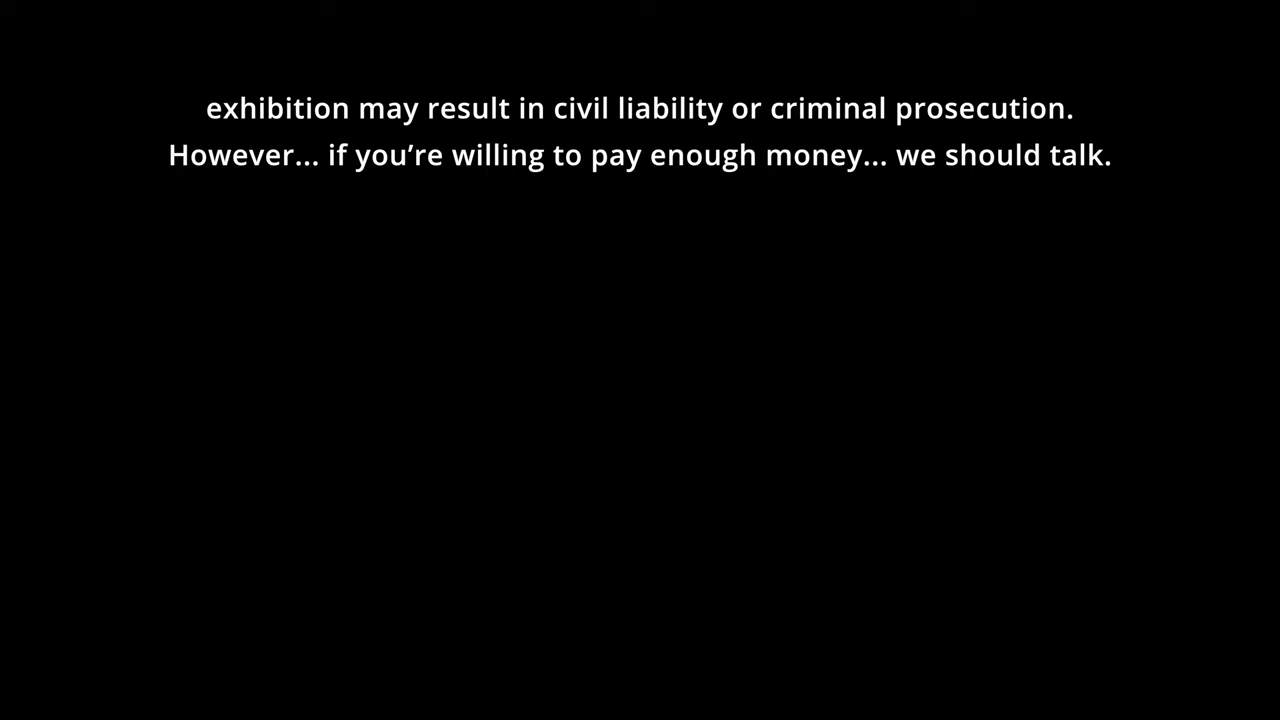 exhibition may result in civil liability or criminal prosecution.
However... if you’re willing to pay enough money... we should talk.